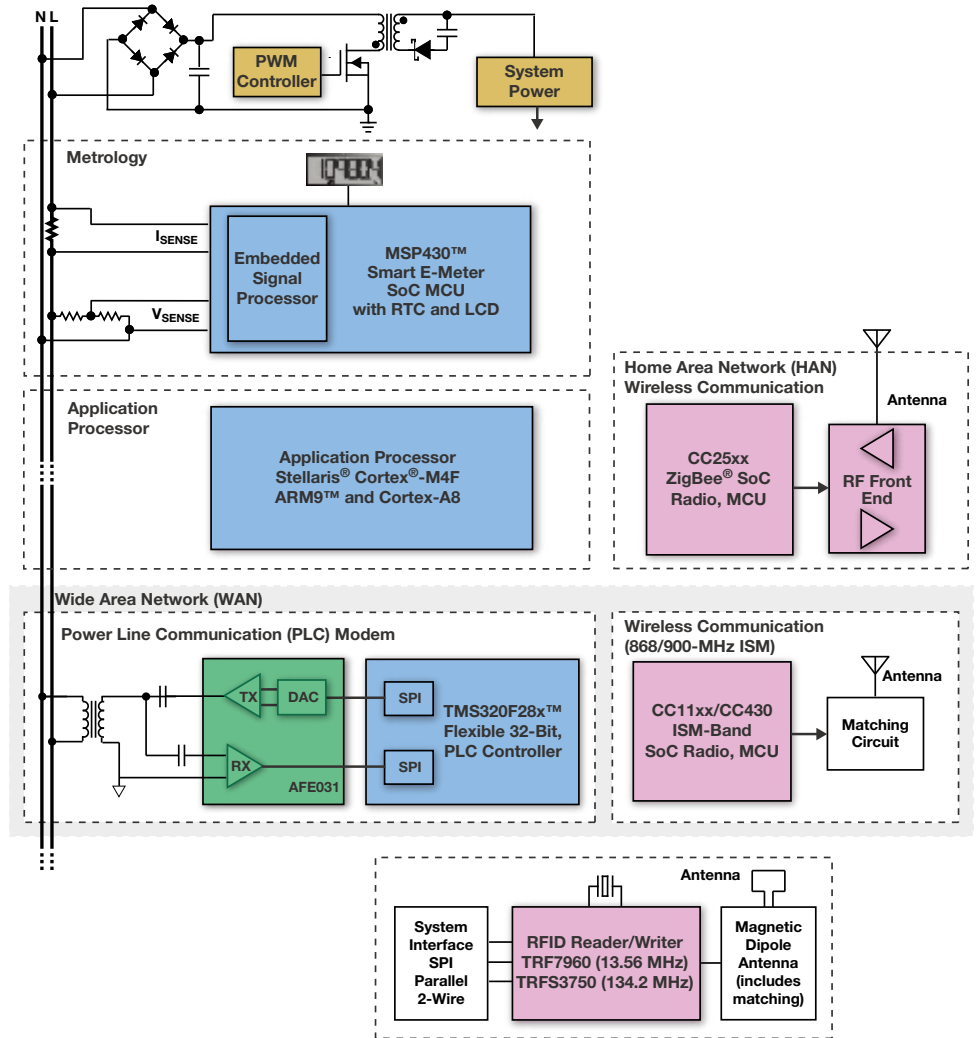 N L
PWM
Controller
System
Power
Metrology
109804
I SENSE
Embedded
Signal
Processor
MSP430™
Smart E-Meter
SoC MCU
with RTC and LCD
V SENSE
Home Area Network (HAN)
Wireless Communication
Antenna
CC25xx
ZigBee® SoC
Radio, MCU
RF Front
End
Application
Processor
Application Processor
Stellaris® Cortex®-M4F
ARM9™ and Cortex-A8
Wide Area Network (WAN)
Power Line Communication (PLC) Modem
TX
DAC
SPI
TMS320F28x™
Flexible 32-Bit,
PLC Controller
RX
SPI
AFE031
Wireless Communication
(868/900-MHz ISM)
Antenna
CC11xx/CC430
ISM-Band
SoC Radio, MCU
Matching
Circuit
Antenna
System
Interface
SPI
Parallel
2-Wire
RFID Reader/Writer
TRF7960 (13.56 MHz)
TRFS3750 (134.2 MHz)
Magnetic
Dipole
Antenna
(includes
matching)